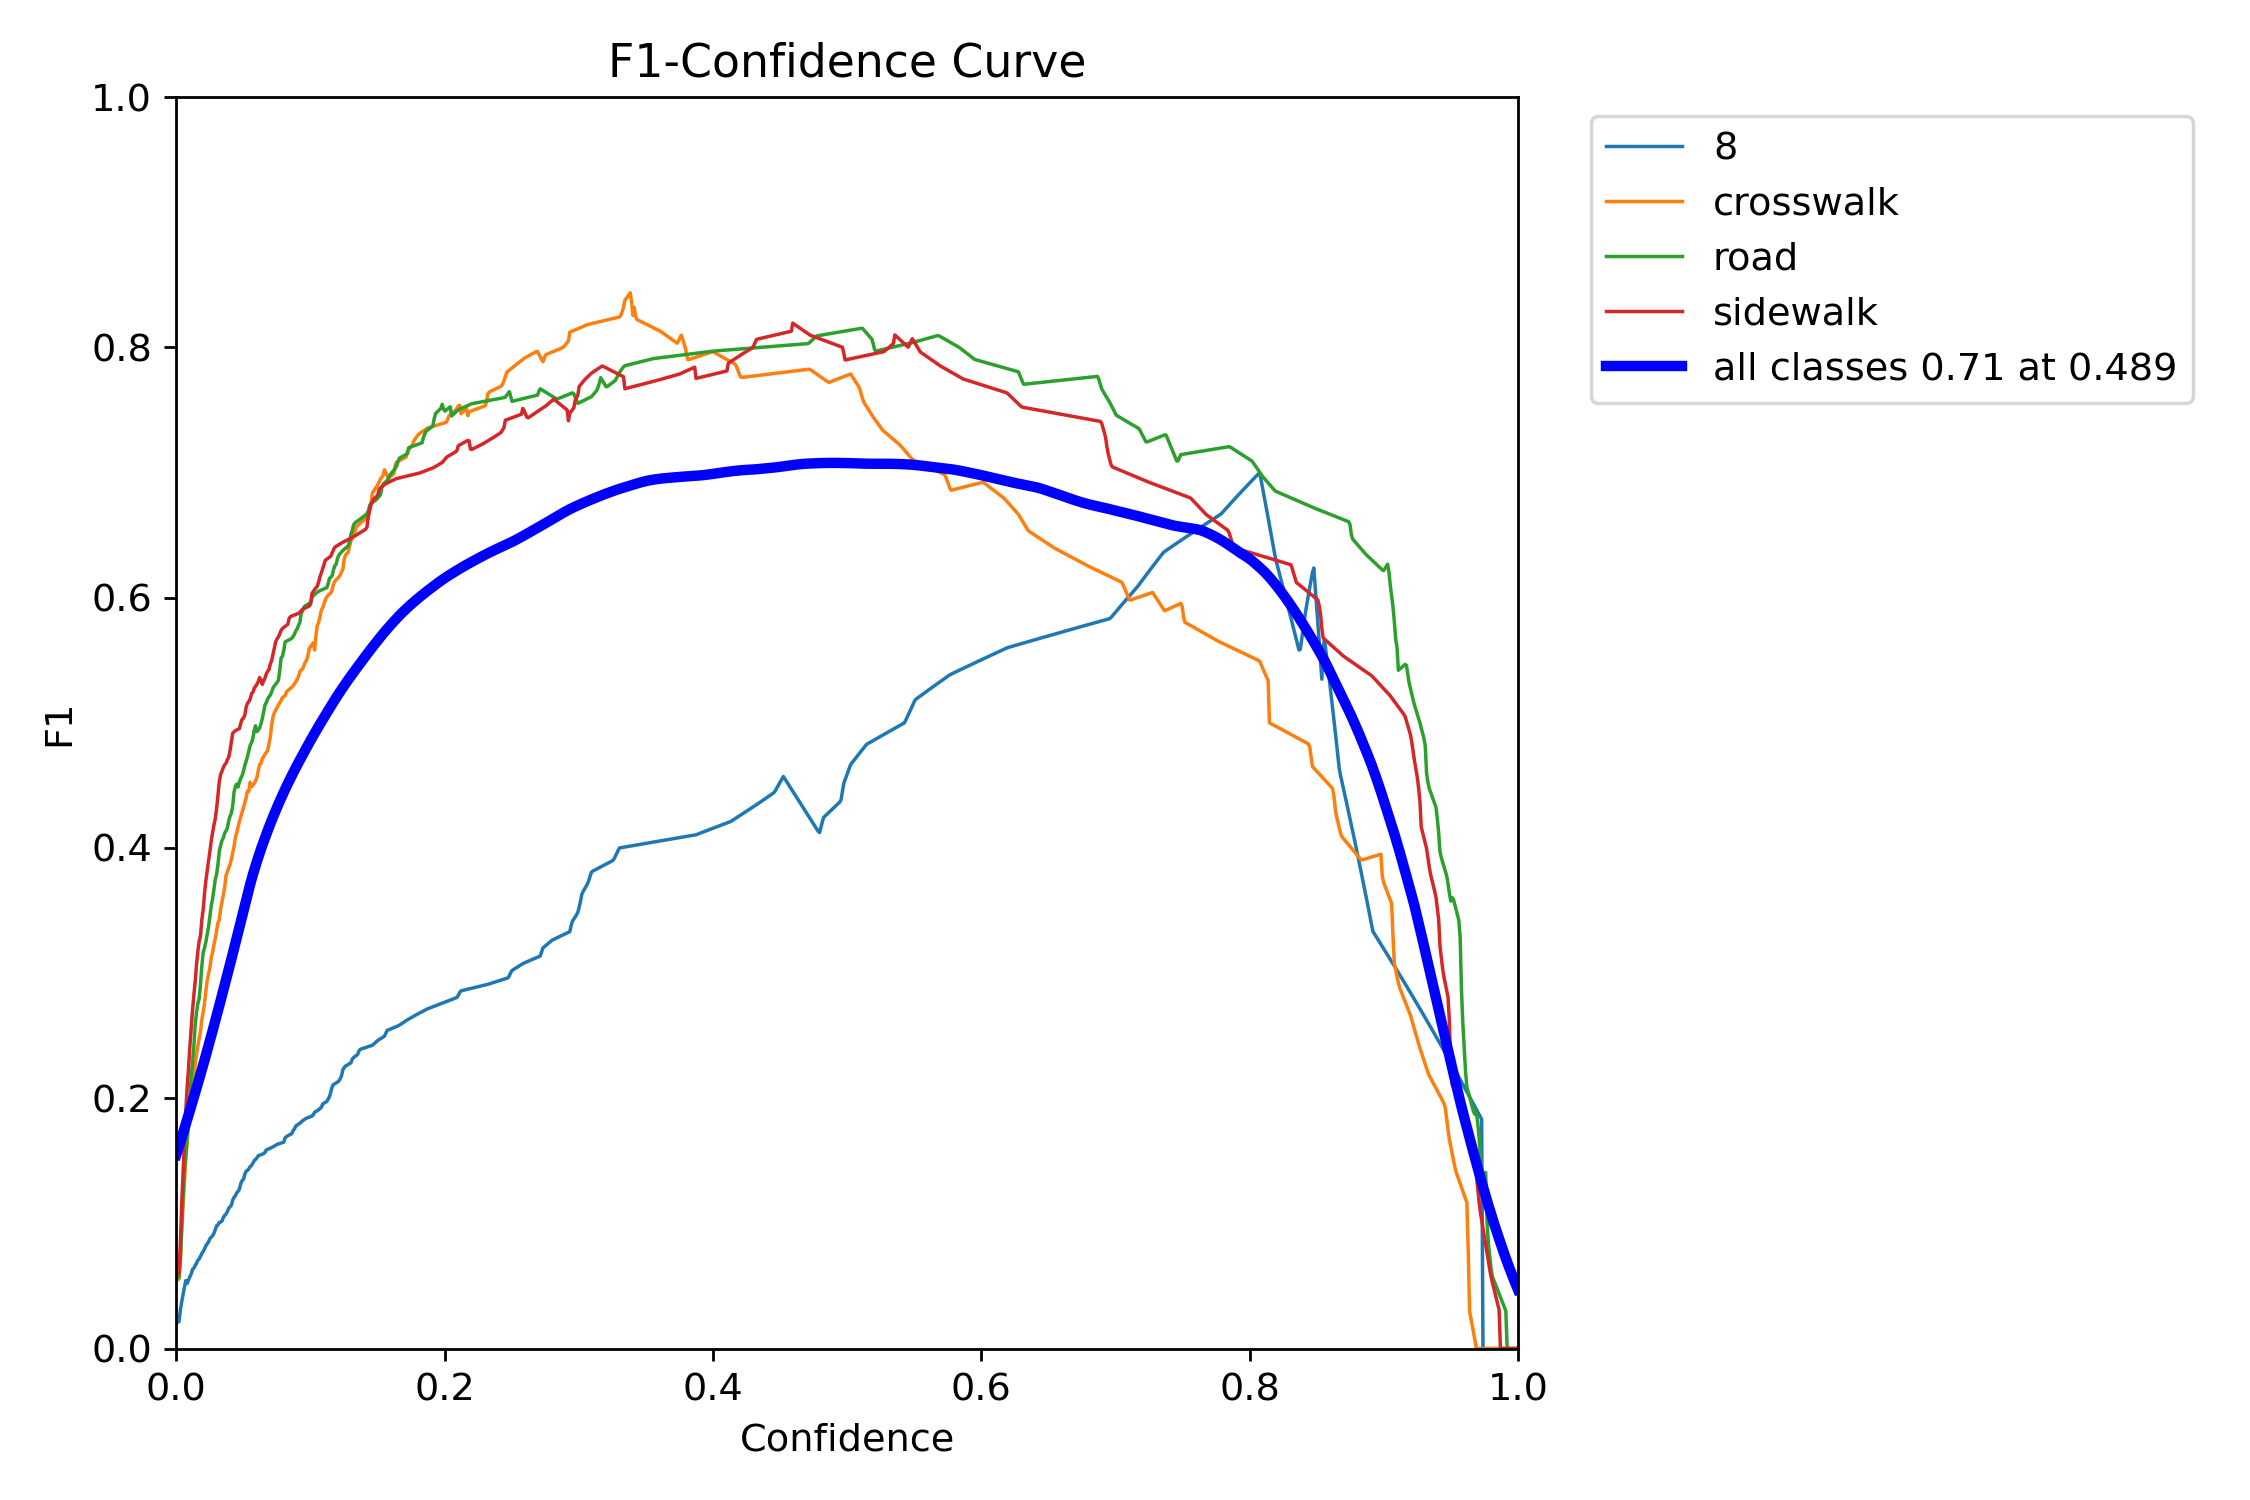 F1-Confidence Curve
1.0
0.8
0.6
0.4
0.2
0.0
F1
0.0 0.2 0.4 0.6 0.8 1.0
Confidence
8
crosswalk
road
sidewalk
all classes 0.71 at 0.489